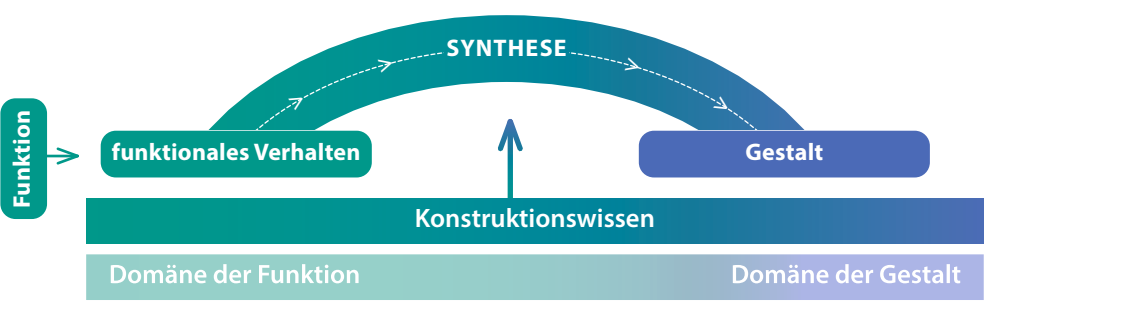 SYNTHESE
Funktion
funktionales Verhalten
Gestalt
Konstruktionswissen
Domäne der Funktion
Domäne der Gestalt